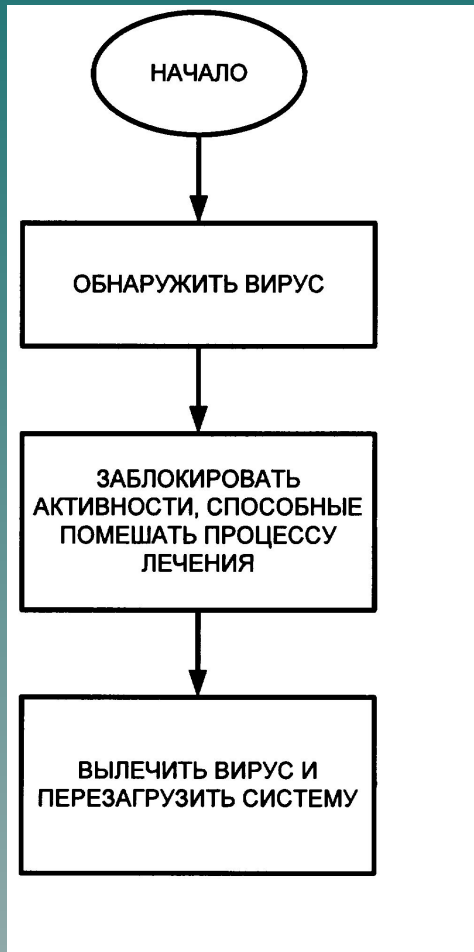 НАЧАЛО
ОБНАРУЖИТЬ ВИРУС
ЗАБЛОКИРОВАТЬ
АКТИВНОСТИ, СПОСОБНЫЕ
ПОМЕШАТЬ ПРОЦЕССУ
ЛЕЧЕНИЯ
ВЫЛЕЧИТЬ ВИРУС И
ПЕРЕЗАГРУЗИТЬ СИСТЕМУ